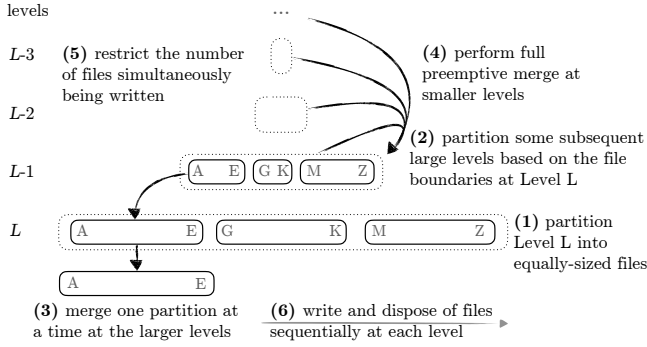 levels
...
L-3
(5) restrict the number
of files simultaneously
being written
(4) perform full
preemptive merge at
smaller levels
L-2
(2) partition some subsequent
large levels based on the file
boundaries at Level L
L-1
A E G K M Z
L
A E G K M Z
(1) partition
Level L into
equally-sized files
A E
(3) merge one partition at
a time at the larger levels
(6) write and dispose of files
sequentially at each level